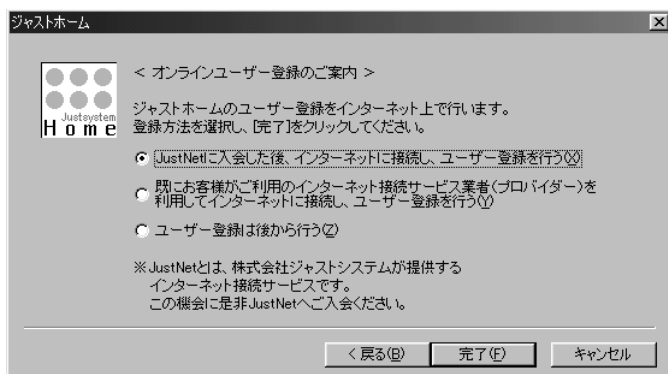 ジャストホーム
Justsystem
Home
< オンラインユーザー登録のご案内 >
ジャストホームのユーザー登録をインターネット上で行います。
登録方法を選択し、[完了]をクリックしてください。
JustNetに入会した後、インターネットに接続し、ユーザー登録を行う(X)
既にお客様がご利用のインターネット接続サービス業者(プロバイダー)を
利用してインターネットに接続し、ユーザー登録を行う(Y)
ユーザー登録は後から行う(Z)
※JustNetとは、株式会社ジャストシステムが提供する
インターネット接続サービスです。
この機会に是非JustNetへご入会ください。
< 戻る(B)
完了(F)
キャンセル